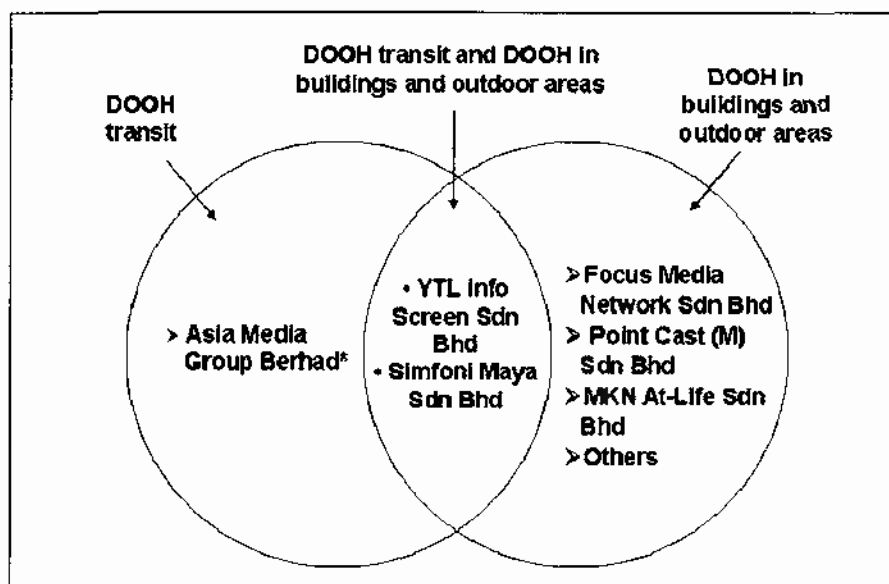 DOOH transit and DOOH in
buildings and outdoor areas
DOOH
transit
DOOH in
buildings and
outdoor areas
➢ Asia Media
Group Berhad*
• YTL Info
Screen Sdn
Bhd
• Simfoni Maya
Sdn Bhd
➢Focus Media
Network Sdn Bhd
➢ Point Cast (M)
Sdn Bhd
➢MKN At-Life Sdn
Bhd
➢Others